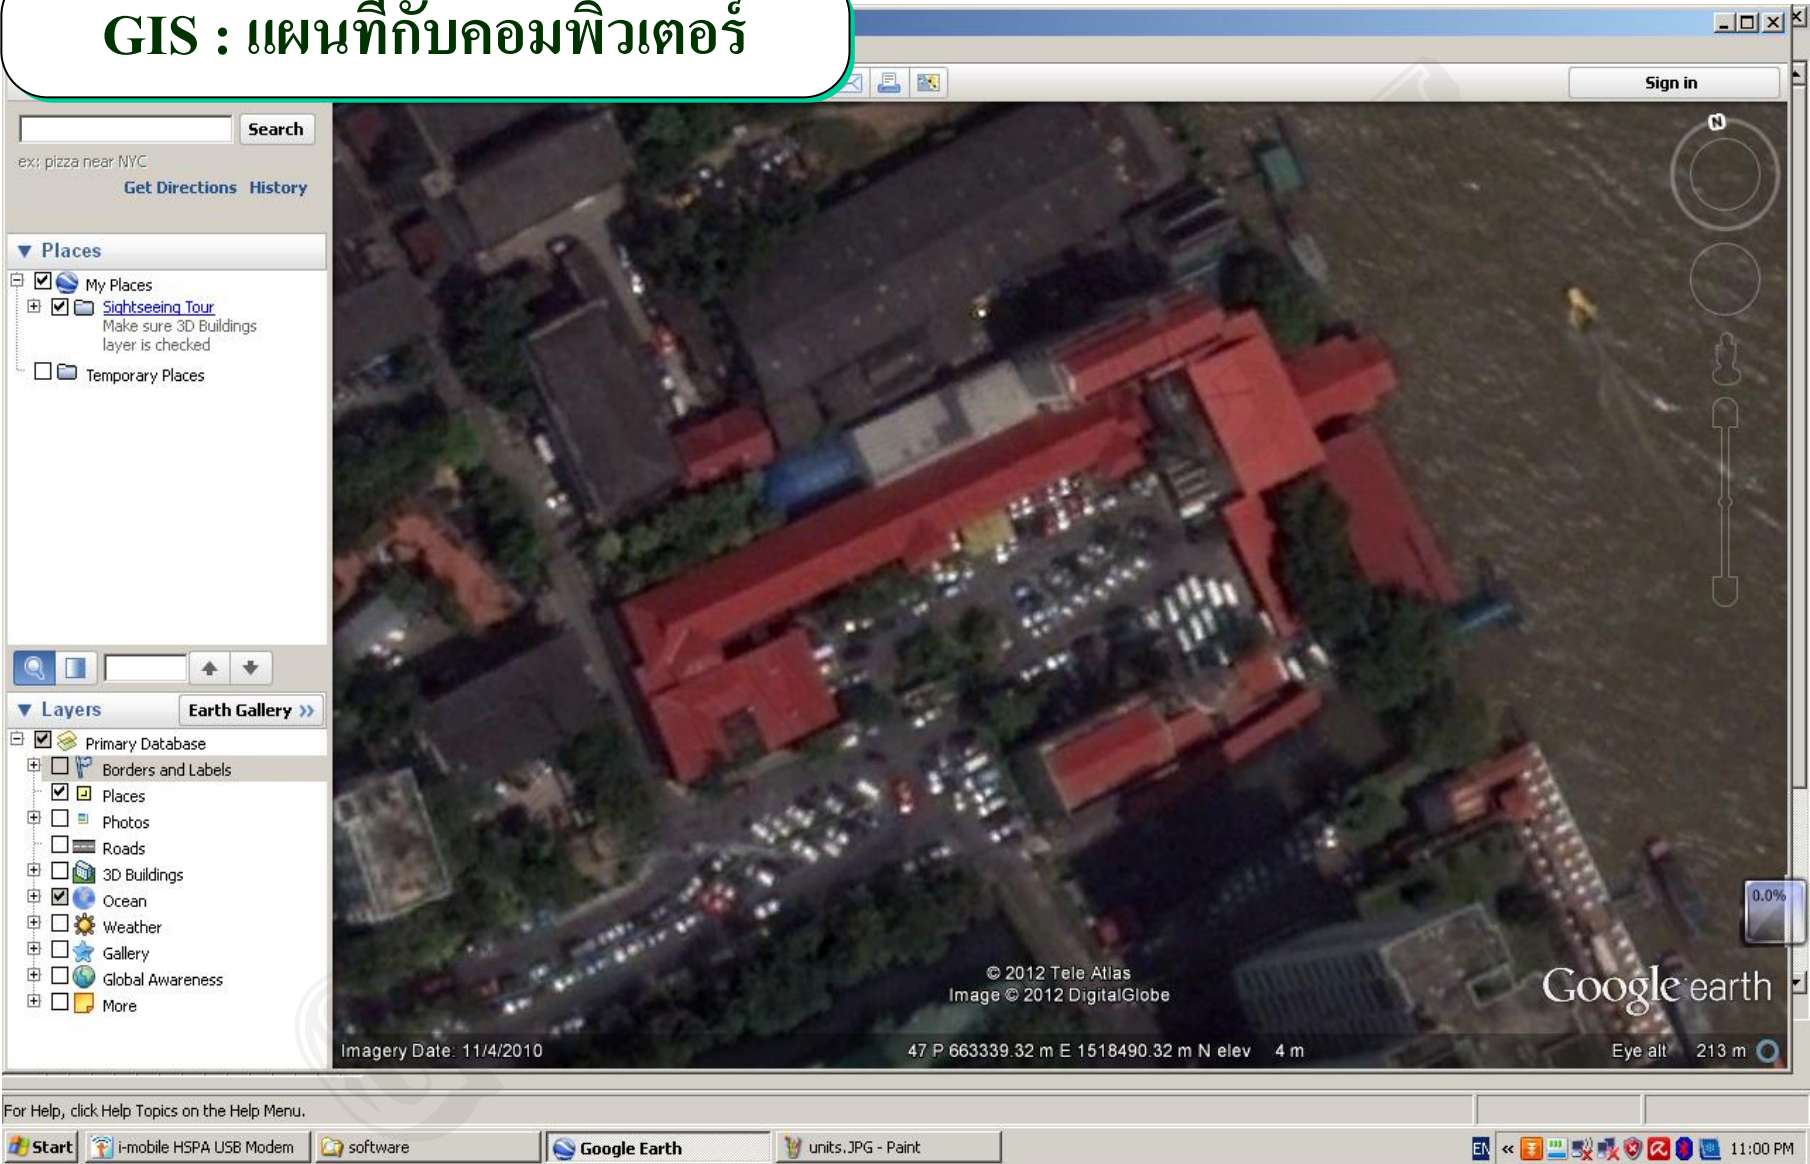 GIS : แผนที่กับคอมพิวเตอร์
Sign in
Search
ex: pizza near NYC
Get Directions History
Places
My Places
Sightseeing Tour
Make sure 3D Buildings
layer is checked
Temporary Places
Layers
Earth Gallery »
Primary Database
Borders and Labels
Places
Photos
Roads
3D Buildings
Ocean
Weather
Gallery
Global Awareness
More
N
0.0%
© 2012 Tele Atlas
Image © 2012 DigitalGlobe
Google earth
Imagery Date: 11/4/2010
47 P 663339.32 m E 1518490.32 m N elev 4 m
Eye alt 213 m
For Help, click Help Topics on the Help Menu.
Start
i-mobile HSPA USB Modem
software
Google Earth
units.JPG - Paint
EN
«
11:00 PM